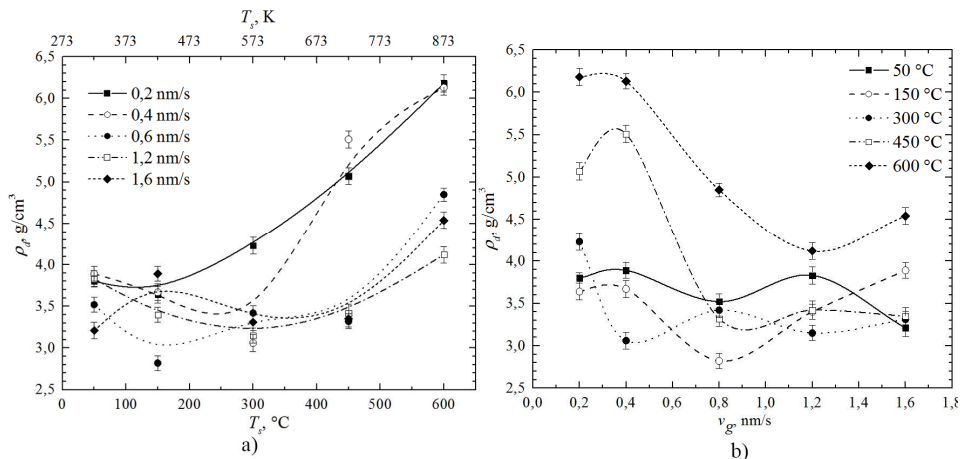 T_s, K
273 373 473 573 673 773 873
6,5
6,0
5,5
5,0
4,5
4,0
3,5
3,0
2,5
ρ_d, g/cm³
0,2 nm/s
0,4 nm/s
0,6 nm/s
1,2 nm/s
1,6 nm/s
0 100 200 300 400 500 600
T_s, °C
a)
6,5
6,0
5,5
5,0
4,5
4,0
3,5
3,0
2,5
ρ_d, g/cm³
50 °C
150 °C
300 °C
450 °C
600 °C
0,0 0,2 0,4 0,6 0,8 1,0 1,2 1,4 1,6 1,8
v_g, nm/s
b)